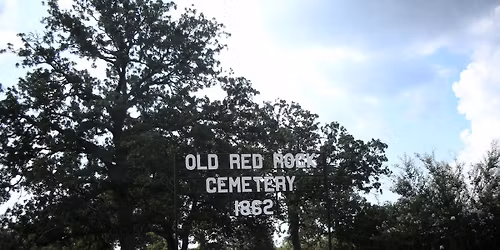 OLD RED ROCK
CEMETERY
1862